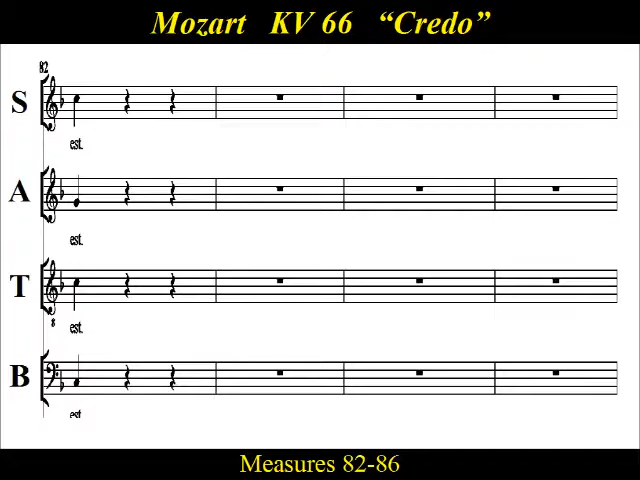 Mozart KV 66 “Credo”
82
S
est.
A
est.
T
8
est.
B
est
Measures 82-86